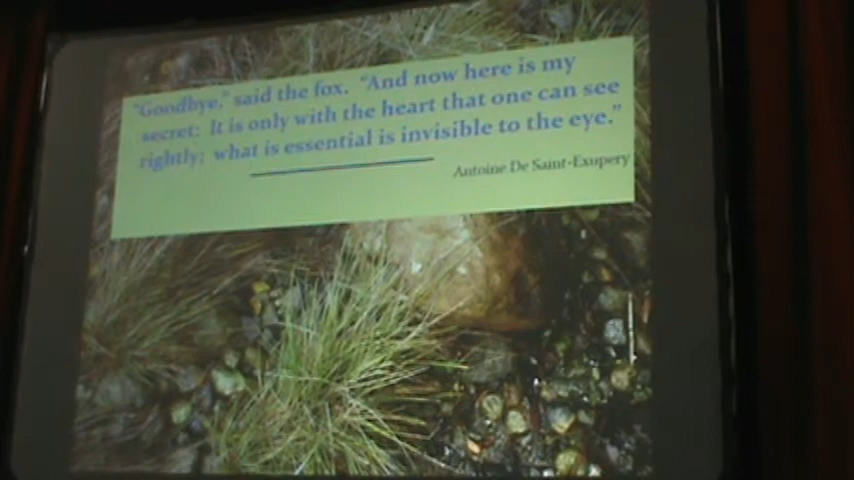 "Goodbye," said the fox. "And now here is my
secret: It is only with the heart that one can see
rightly; what is essential is invisible to the eye."
Antoine De Saint-Exupery